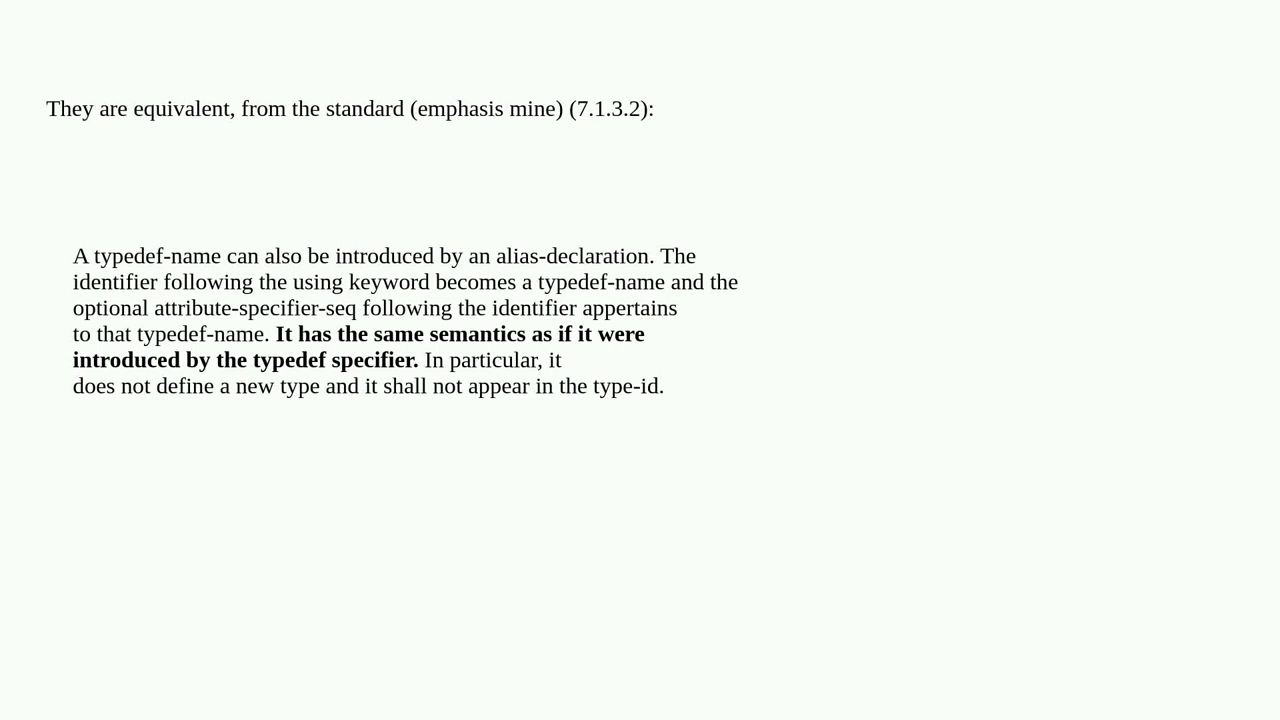 They are equivalent, from the standard (emphasis mine) (7.1.3.2):
A typedef-name can also be introduced by an alias-declaration. The
identifier following the using keyword becomes a typedef-name and the
optional attribute-specifier-seq following the identifier appertains
to that typedef-name. It has the same semantics as if it were
introduced by the typedef specifier. In particular, it
does not define a new type and it shall not appear in the type-id.